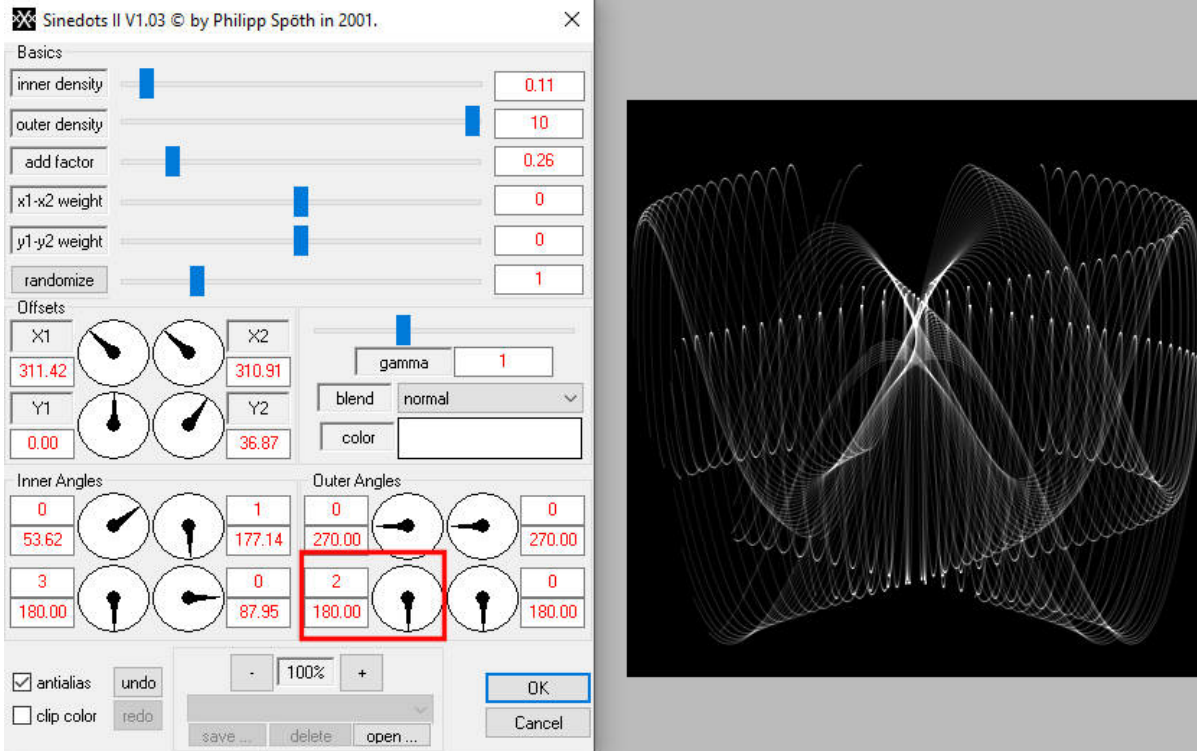 Sinedots II V1.03 © by Philipp Spöth in 2001.
Basics
inner density 0.11
outer density 10
add factor 0.26
x1-x2 weight 0
y1-y2 weight 0
randomize 1
Offsets
X1 X2
311.42 310.91
gamma 1
Y1 Y2
blend normal
0.00 36.87
color
Inner Angles Outer Angles
0 1 0 0
53.62 177.14 270.00 270.00
3 0 2 0
180.00 87.95 180.00 180.00
- 100% +
antialias undo OK
clip color redo Cancel
save ... delete open ...